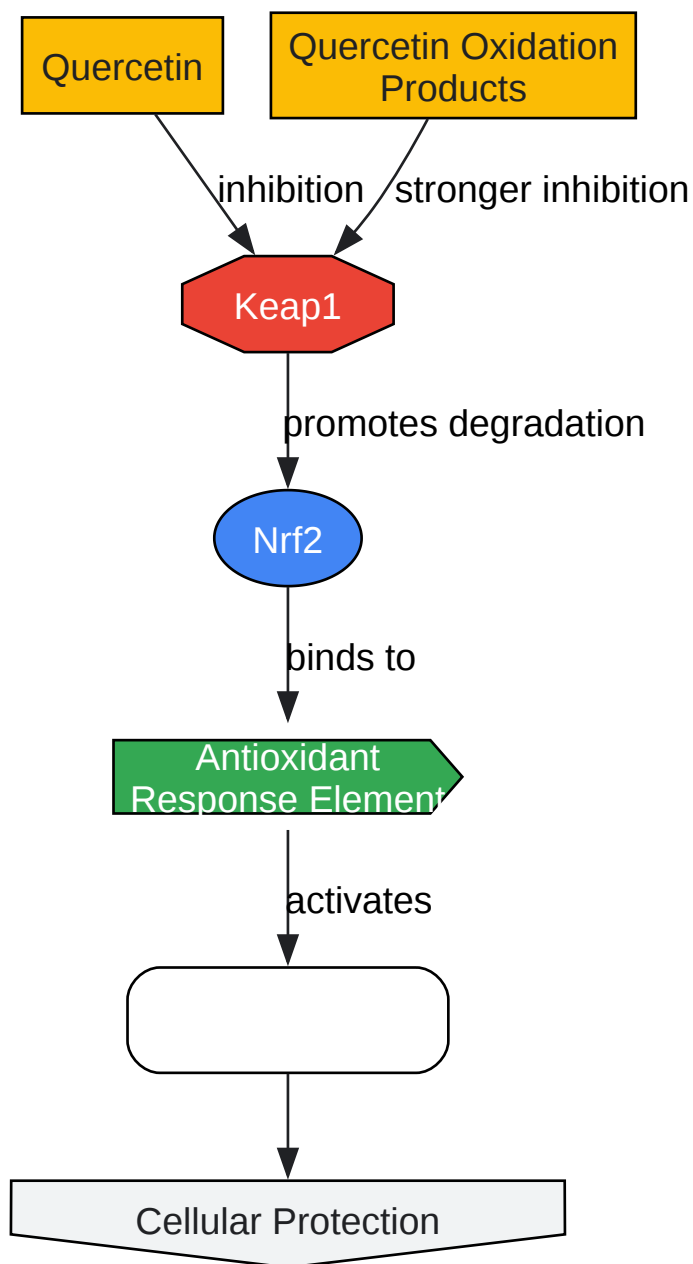 Quercetin
Quercetin Oxidation
Products
inhibition
stronger inhibition
Keap1
promotes degradation
Nrf2
binds to
Antioxidant
Response Element
activates
Cellular Protection